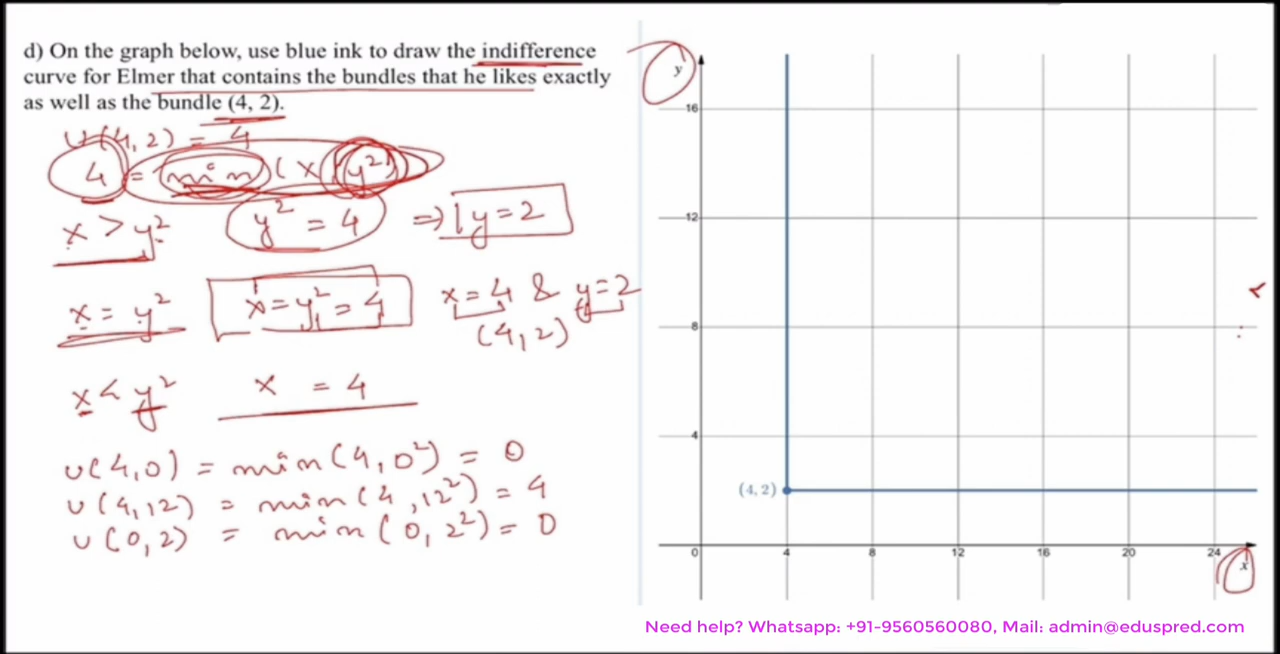 d) On the graph below, use blue ink to draw the indifference
curve for Elmer that contains the bundles that he likes exactly
as well as the bundle (4, 2).
U(4,2) = 4
4 = min(x, y²)
x > y² y² = 4 ⇒ y=2
x = y² x=y²=4 x=4 & y=2
(4,2)
x < y² x = 4
U(4,0) = min(4,0²) = 0
U(4,12) = min(4,12²) = 4
U(0,2) = min(0,2²) = 0
y
16
12
8
4
(4, 2)
0 4 8 12 16 20 24
x
Need help? Whatsapp: +91-9560560080, Mail: admin@eduspred.com